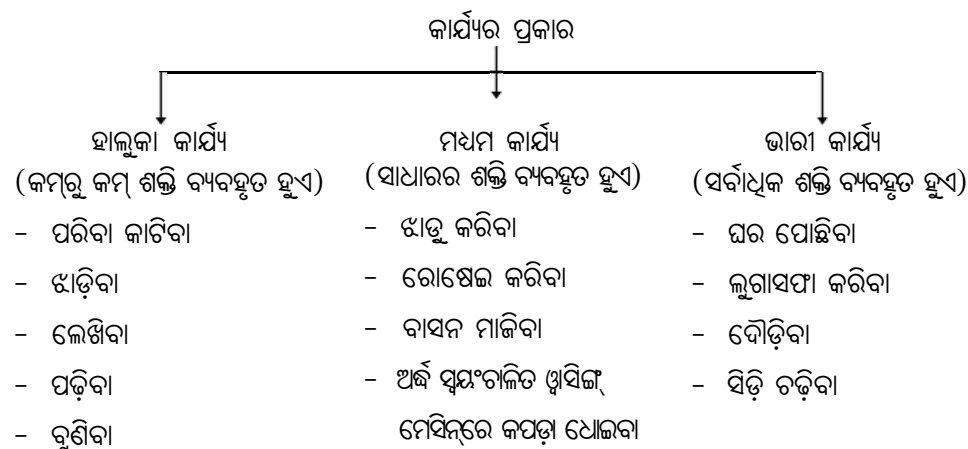 କାର୍ଯ୍ୟର ପ୍ରକାର
ହାଲୁକା କାର୍ଯ୍ୟ
(କମ୍‌ରୁ କମ୍ ଶକ୍ତି ବ୍ୟବହୃତ ହୁଏ)
– ପରିବା କାଟିବା
– ଝାଡ଼ିବା
– ଲେଖିବା
– ପଢ଼ିବା
– ବୁଣିବା
ମଧ୍ୟମ କାର୍ଯ୍ୟ
(ସାଧାରର ଶକ୍ତି ବ୍ୟବହୃତ ହୁଏ)
– ଝାଡୁ କରିବା
– ରୋଷେଇ କରିବା
– ବାସନ ମାଜିବା
– ଅର୍ଦ୍ଧ ସ୍ୱୟଂଚାଳିତ ୱାସିଙ୍ଗ୍
ମେସିନ୍‌ରେ କପଡ଼ା ଧୋଇବା
ଭାରୀ କାର୍ଯ୍ୟ
(ସର୍ବାଧିକ ଶକ୍ତି ବ୍ୟବହୃତ ହୁଏ)
– ଘର ପୋଛିବା
– ଲୁଗାସଫା କରିବା
– ଦୌଡ଼ିବା
– ସିଡ଼ି ଚଢ଼ିବା